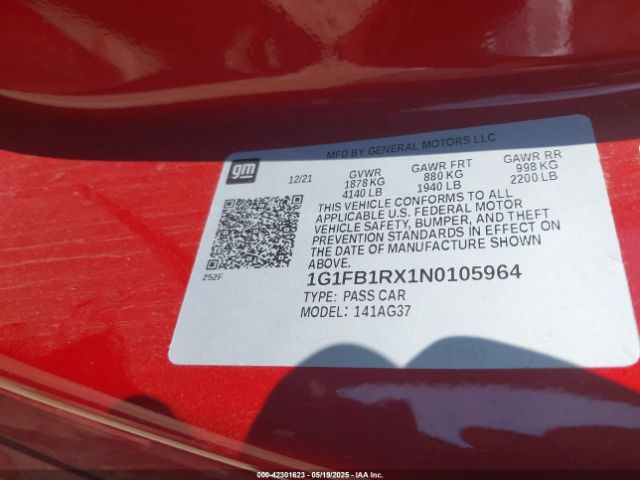 MFD BY GENERAL MOTORS LLC
gm
12/21
GVWR GAWR FRT GAWR RR
1878 KG 880 KG 998 KG
4140 LB 1940 LB 2200 LB
THIS VEHICLE CONFORMS TO ALL
APPLICABLE U.S. FEDERAL MOTOR
VEHICLE SAFETY, BUMPER, AND THEFT
PREVENTION STANDARDS IN EFFECT ON
THE DATE OF MANUFACTURE SHOWN
ABOVE.
252F
1G1FB1RX1N0105964
TYPE: PASS CAR
MODEL: 141AG37
000-42301623 - 05/19/2025 - IAA Inc.